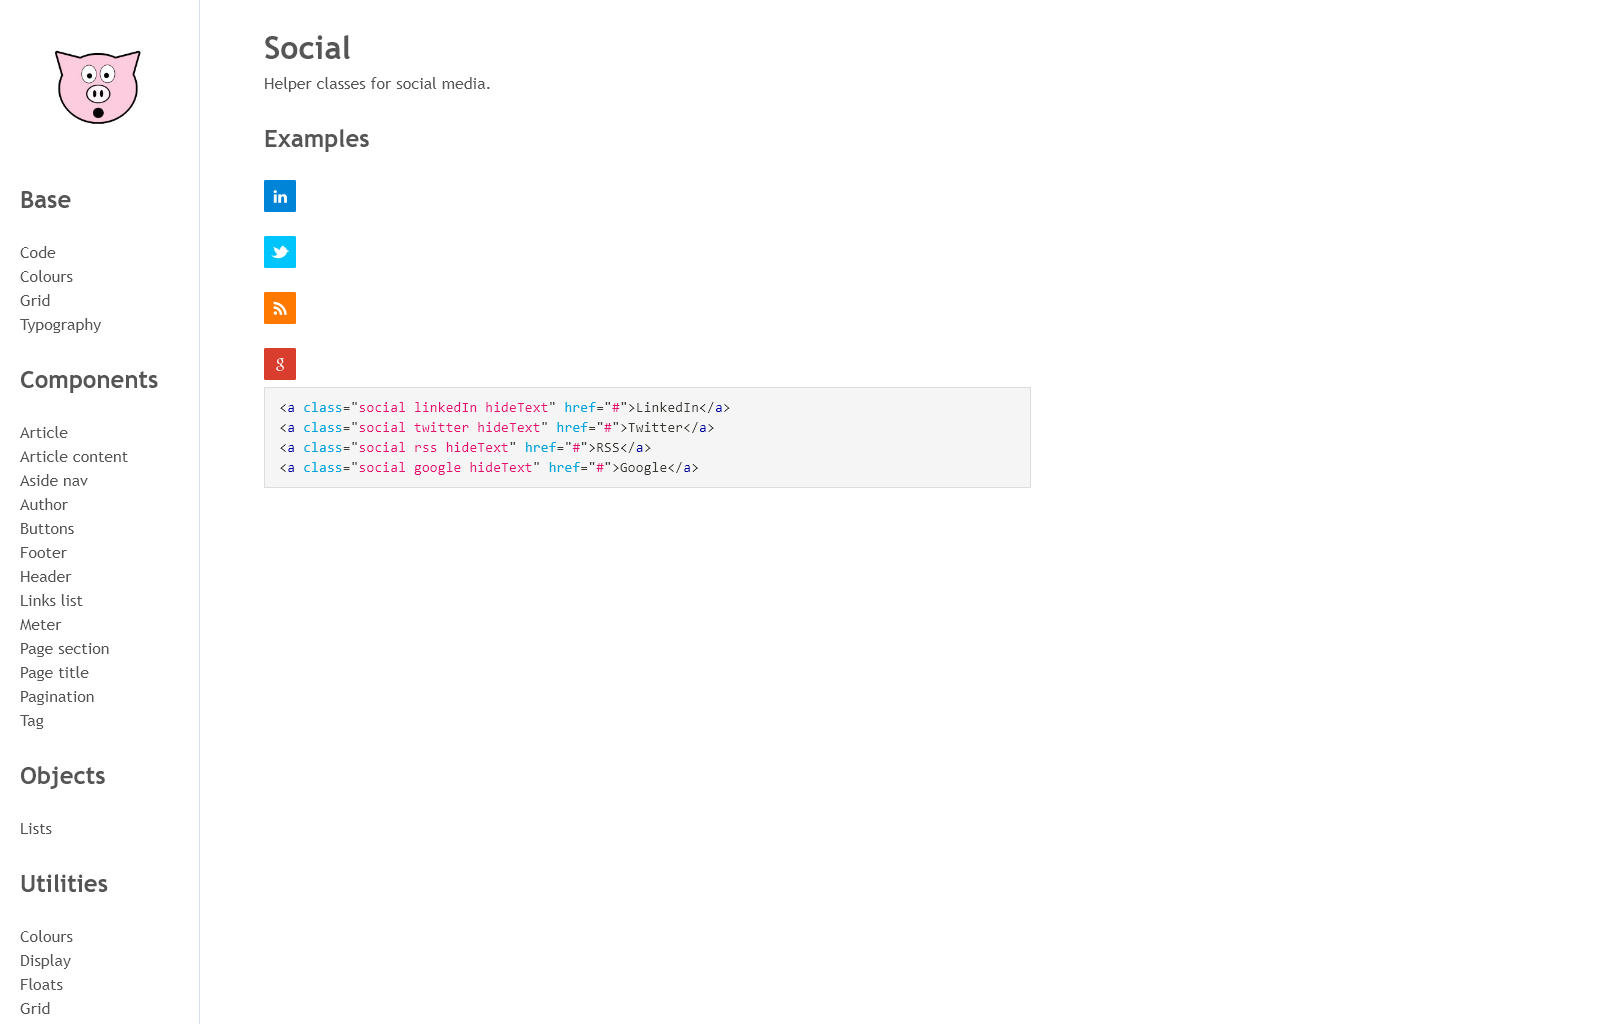 Base
Code
Colours
Grid
Typography
Components
Article
Article content
Aside nav
Author
Buttons
Footer
Header
Links list
Meter
Page section
Page title
Pagination
Tag
Objects
Lists
Utilities
Colours
Display
Floats
Grid
Social
Helper classes for social media.
Examples
in
g
<a class="social linkedIn hideText" href="#">LinkedIn</a>
<a class="social twitter hideText" href="#">Twitter</a>
<a class="social rss hideText" href="#">RSS</a>
<a class="social google hideText" href="#">Google</a>